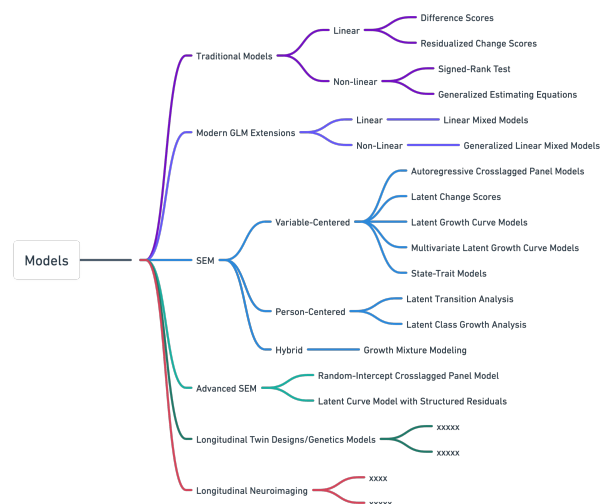 Models
Traditional Models
Linear
Difference Scores
Residualized Change Scores
Non-linear
Signed-Rank Test
Generalized Estimating Equations
Modern GLM Extensions
Linear
Linear Mixed Models
Non-Linear
Generalized Linear Mixed Models
SEM
Variable-Centered
Autoregressive Crosslagged Panel Models
Latent Change Scores
Latent Growth Curve Models
Multivariate Latent Growth Curve Models
State-Trait Models
Person-Centered
Latent Transition Analysis
Latent Class Growth Analysis
Hybrid
Growth Mixture Modeling
Advanced SEM
Random-Intercept Crosslagged Panel Model
Latent Curve Model with Structured Residuals
Longitudinal Twin Designs/Genetics Models
xxxxx
xxxxx
Longitudinal Neuroimaging
xxxx
xxxxx